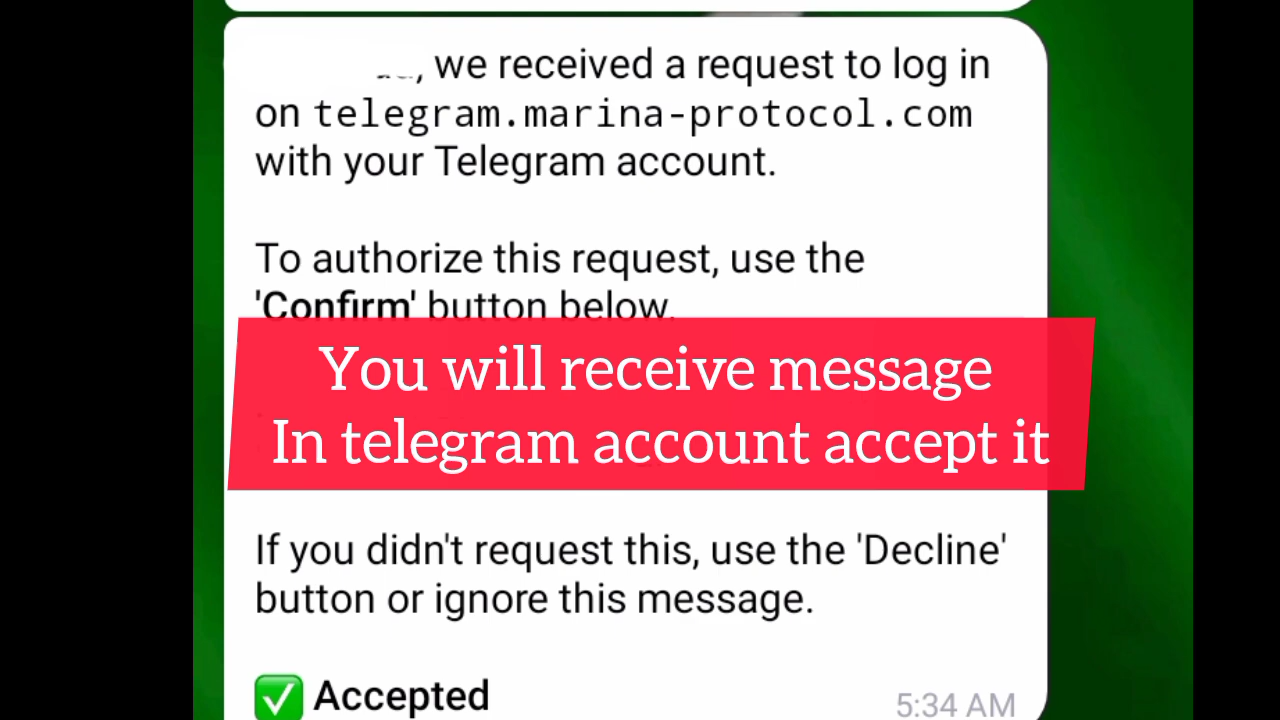 we received a request to log in
on telegram.marina-protocol.com
with your Telegram account.
To authorize this request, use the
'Confirm' button below.
You will receive message
In telegram account accept it
If you didn't request this, use the 'Decline'
button or ignore this message.
✅ Accepted
5:34 AM